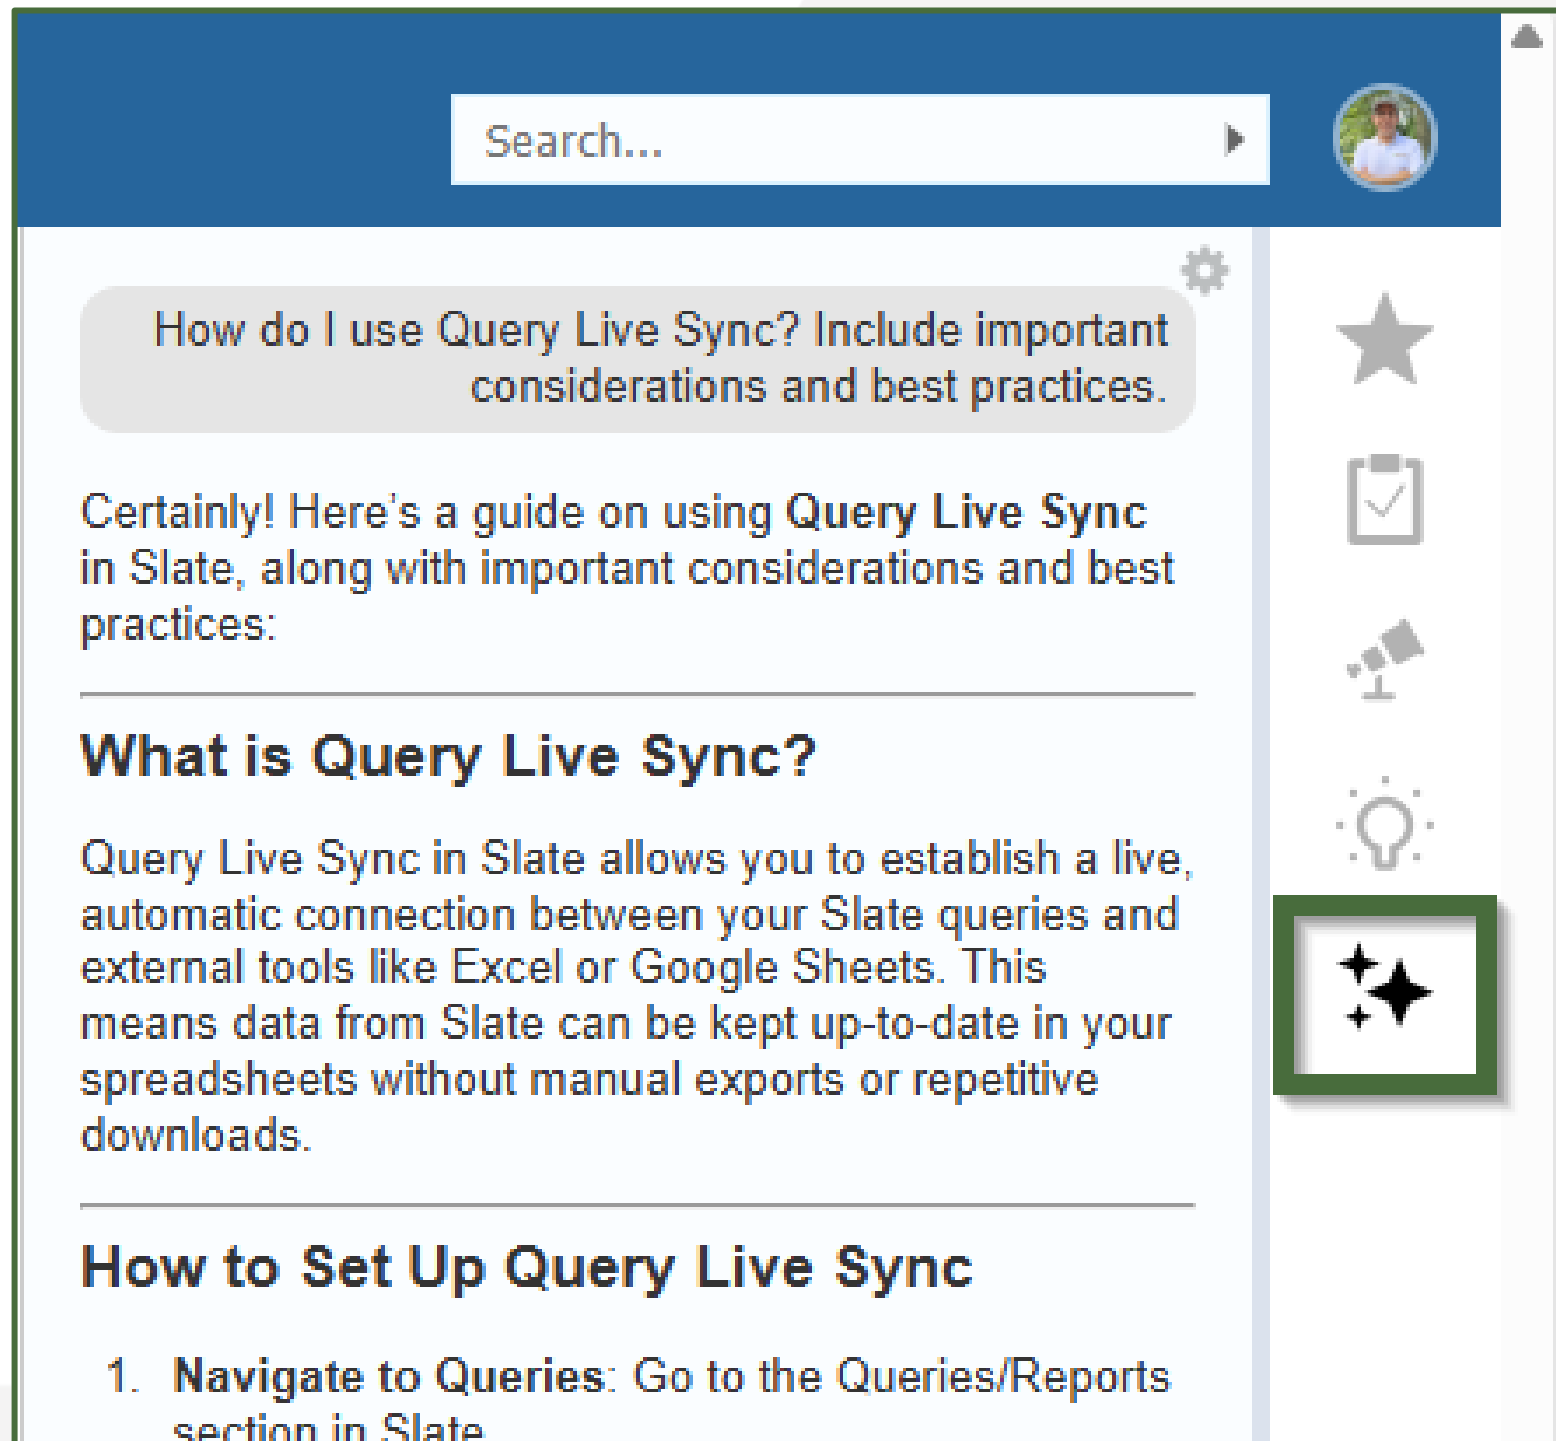 Search...
How do I use Query Live Sync? Include important
considerations and best practices.
Certainly! Here's a guide on using Query Live Sync
in Slate, along with important considerations and best
practices:
What is Query Live Sync?
Query Live Sync in Slate allows you to establish a live,
automatic connection between your Slate queries and
external tools like Excel or Google Sheets. This
means data from Slate can be kept up-to-date in your
spreadsheets without manual exports or repetitive
downloads.
How to Set Up Query Live Sync
1. Navigate to Queries: Go to the Queries/Reports
section in Slate